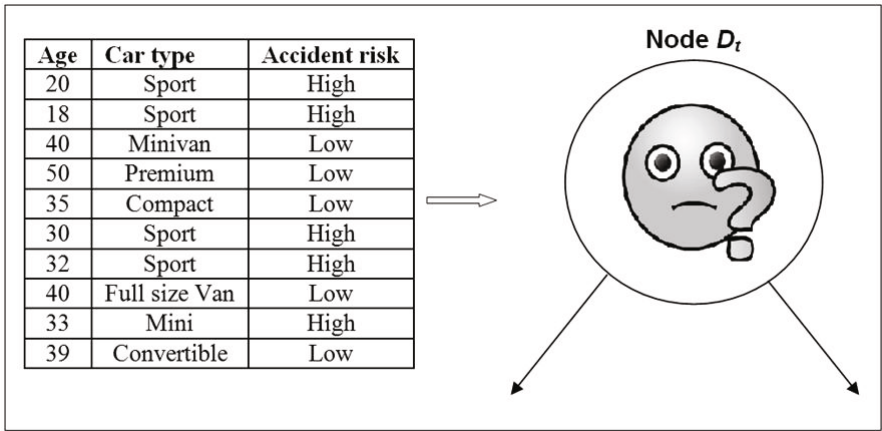 Node Dt
Age Car type Accident risk
20 Sport High
18 Sport High
40 Minivan Low
50 Premium Low
35 Compact Low
30 Sport High
32 Sport High
40 Full size Van Low
33 Mini High
39 Convertible Low
?